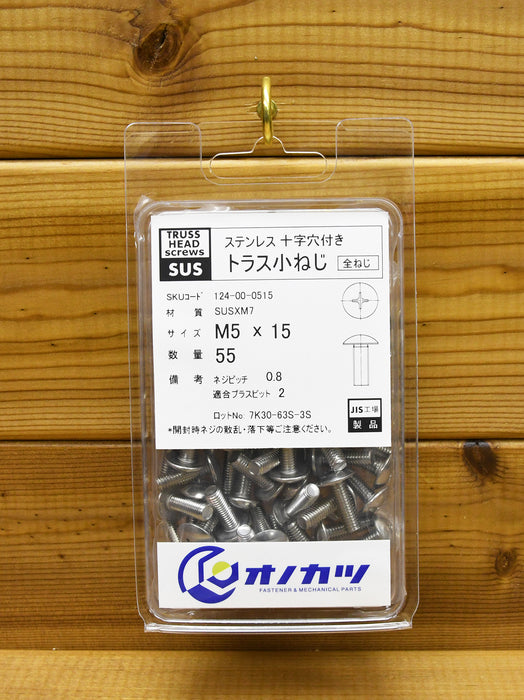 TRUSS
HEAD
screws
SUS
ステンレス 十字穴付き
トラス小ねじ 全ねじ
SKUコード 124-00-0515
材 質 SUSXM7
サイズ M5 x 15
数 量 55
備 考 ネジピッチ 0.8
適合プラスビット 2
ロットNo: 7K30-63S-3S
*開封時ネジの散乱・落下等ご注意ください。
JIS工場
製品
オノカツ
FASTENER & MECHANICAL PARTS